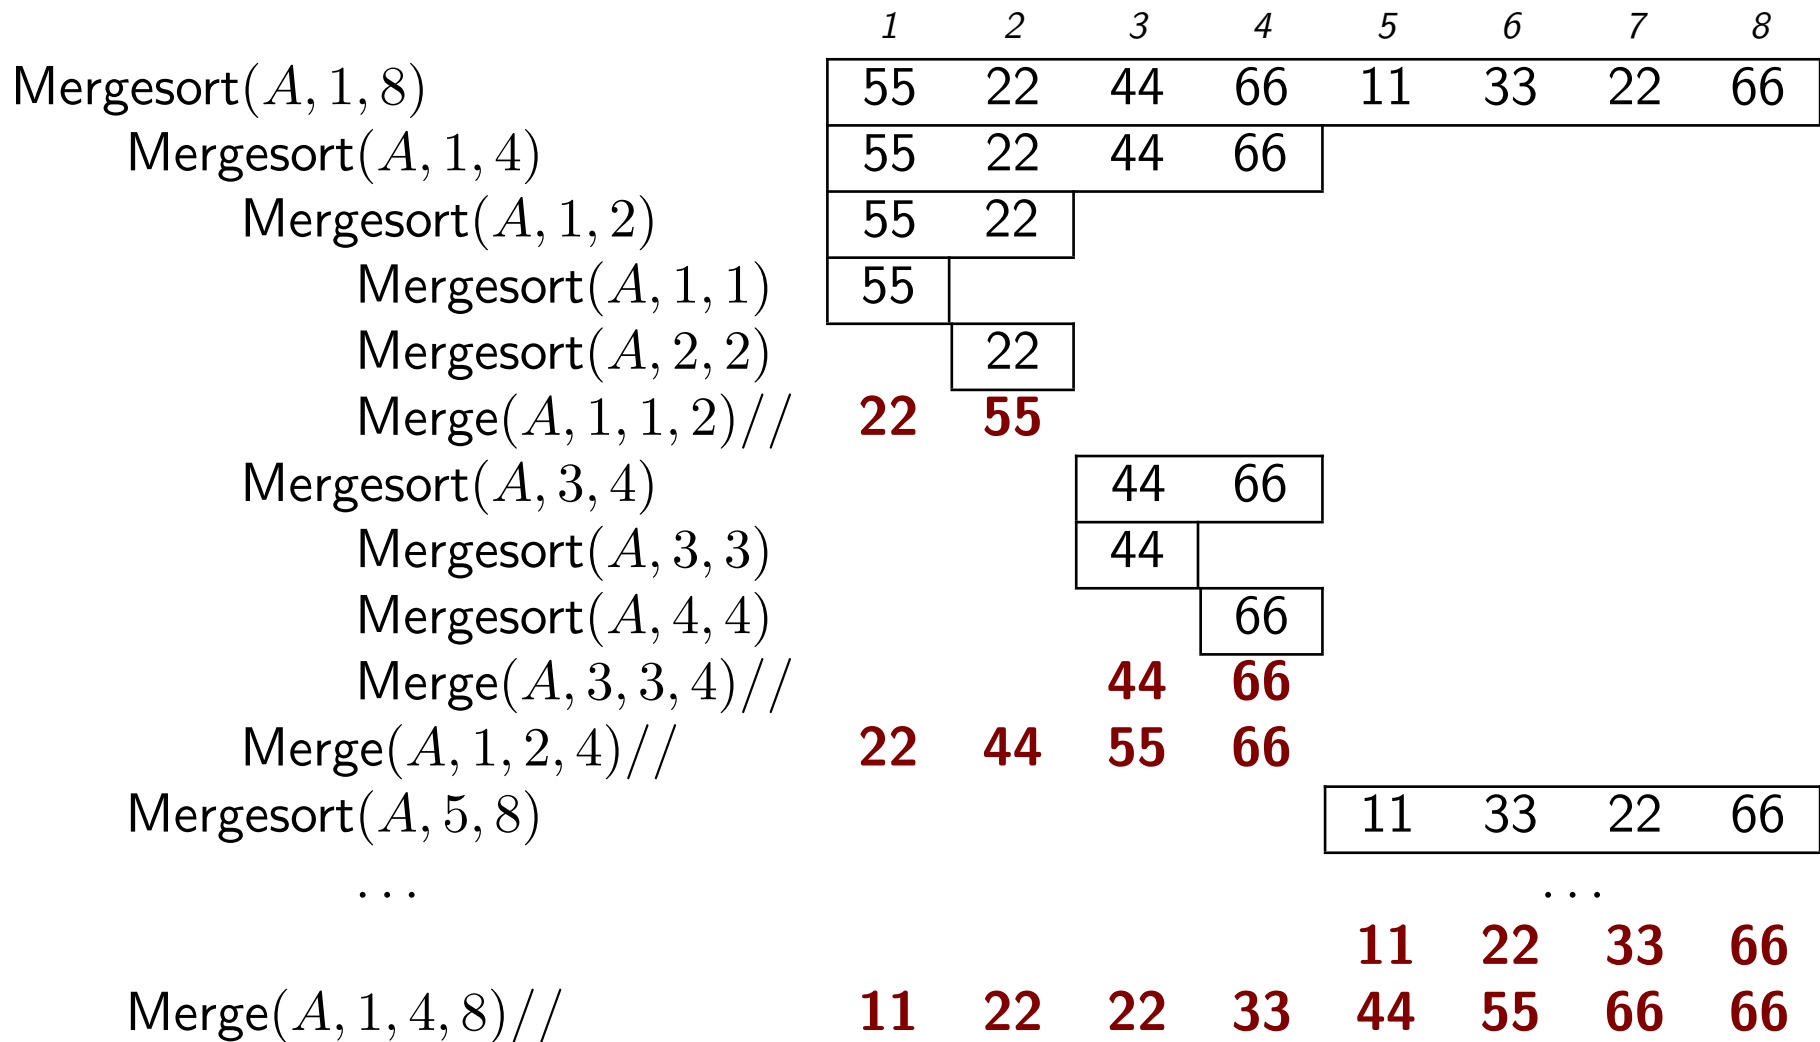 1 2 3 4 5 6 7 8
Mergesort(A, 1, 8) 55 22 44 66 11 33 22 66
Mergesort(A, 1, 4) 55 22 44 66
Mergesort(A, 1, 2) 55 22
Mergesort(A, 1, 1) 55
Mergesort(A, 2, 2) 22
Merge(A, 1, 1, 2)// 22 55
Mergesort(A, 3, 4) 44 66
Mergesort(A, 3, 3) 44
Mergesort(A, 4, 4) 66
Merge(A, 3, 3, 4)// 44 66
Merge(A, 1, 2, 4)// 22 44 55 66
Mergesort(A, 5, 8) 11 33 22 66
... ...
11 22 33 66
Merge(A, 1, 4, 8)// 11 22 22 33 44 55 66 66